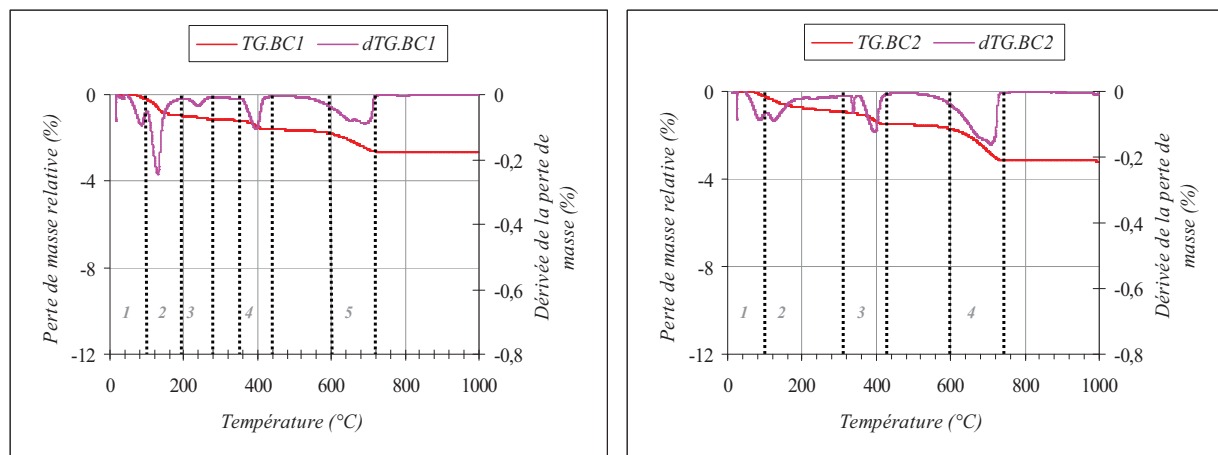 TG.BC1 dTG.BC1
0
-4
-8
-12
Perte de masse relative (%)
0
-0,2
-0,4
-0,6
-0,8
Dérivée de la perte de
masse (%)
1 2 3 4 5
0 200 400 600 800 1000
Température (°C)
TG.BC2 dTG.BC2
0
-4
-8
-12
Perte de masse relative (%)
0
-0,2
-0,4
-0,6
-0,8
Dérivée de la perte de
masse (%)
1 2 3 4
0 200 400 600 800 1000
Température (°C)